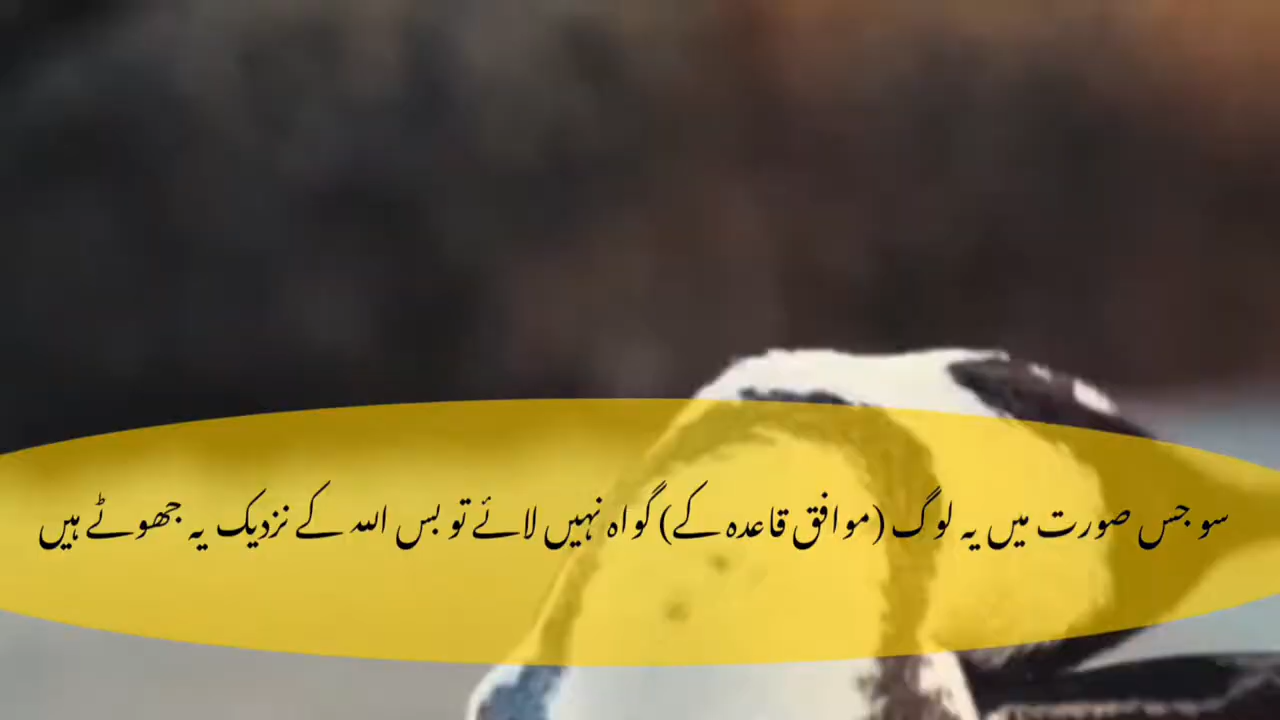 سو جس صورت میں یہ لوگ (موافق قاعدہ کے) گواہ نہیں لائے تو بس اللہ کے نزدیک یہ جھوٹے ہیں